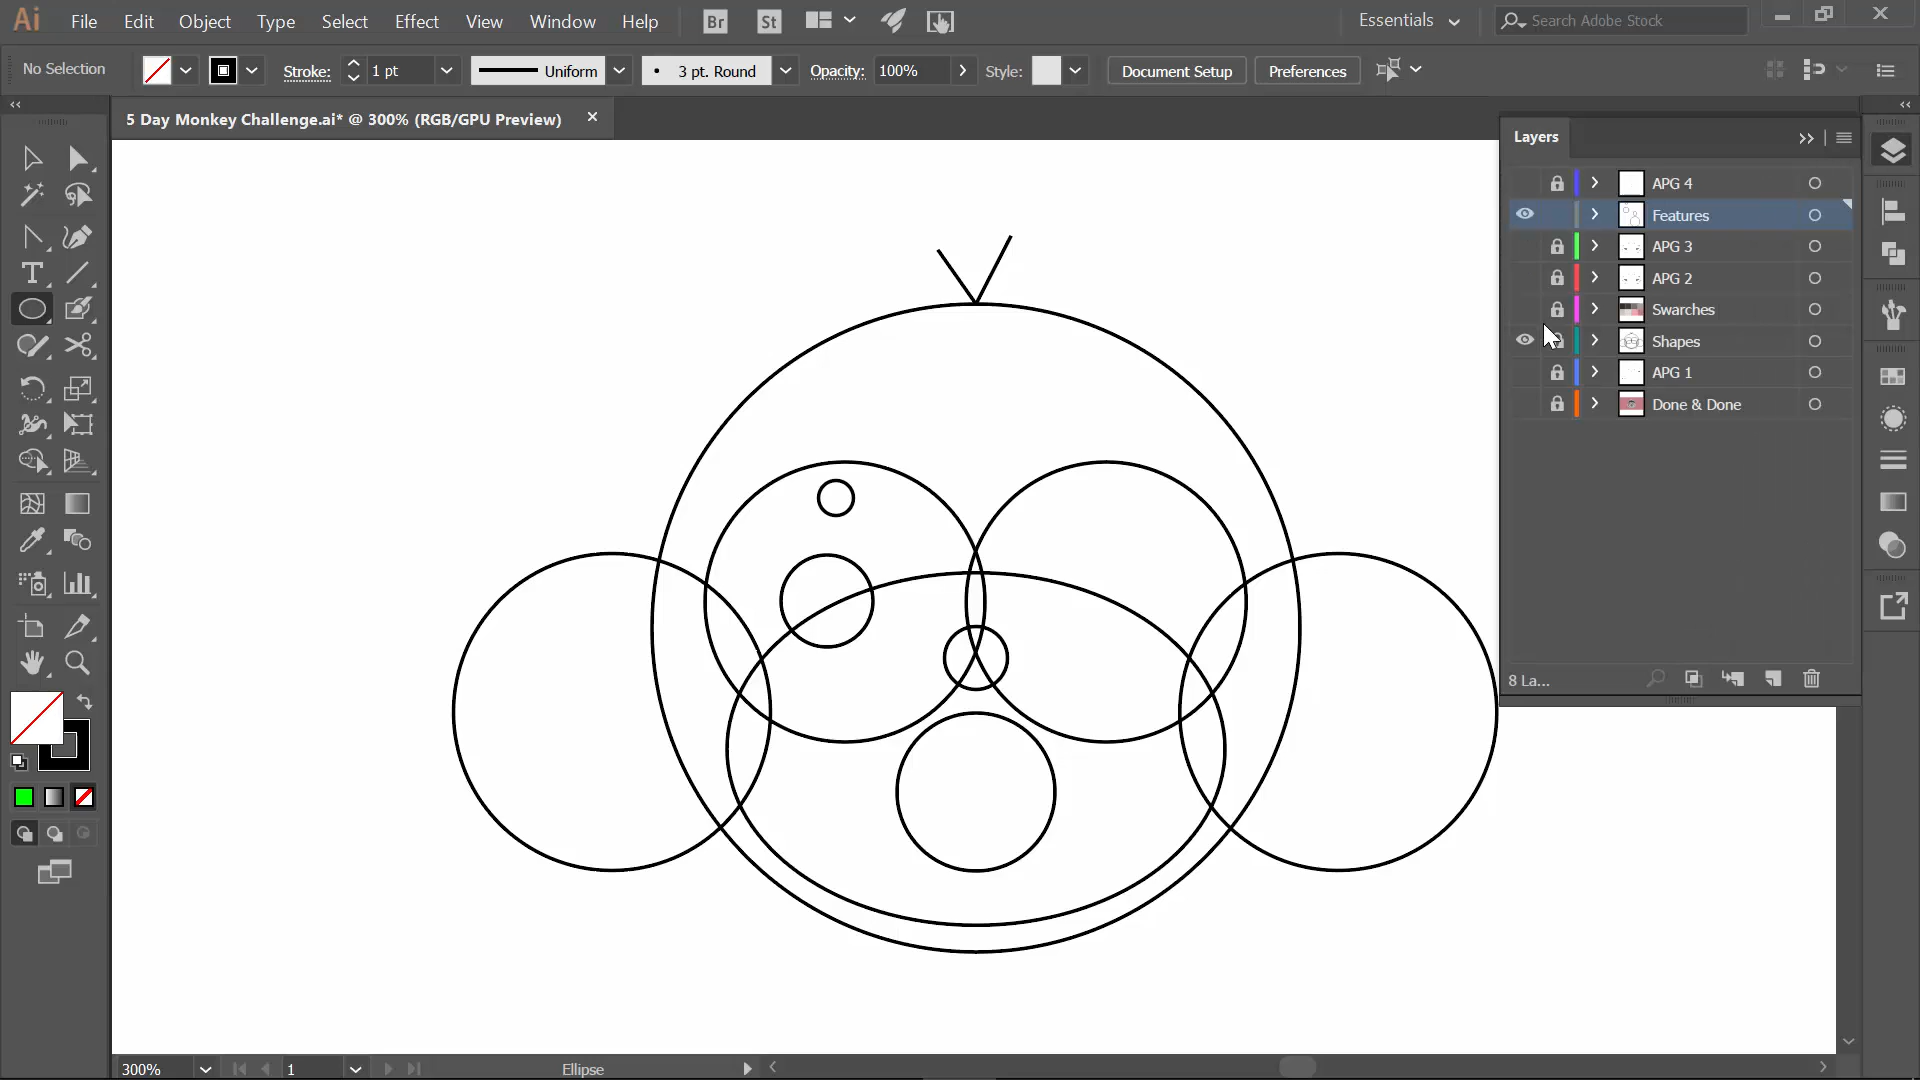 Ai File Edit Object Type Select Effect View Window Help Br St Essentials Search Adobe Stock
No Selection Stroke: 1 pt Uniform 3 pt. Round Opacity: 100% Style: Document Setup Preferences
5 Day Monkey Challenge.ai* @ 300% (RGB/GPU Preview)
Layers
APG 4
Features
APG 3
APG 2
Swarches
Shapes
APG 1
Done & Done
8 La...
300% 1 Ellipse